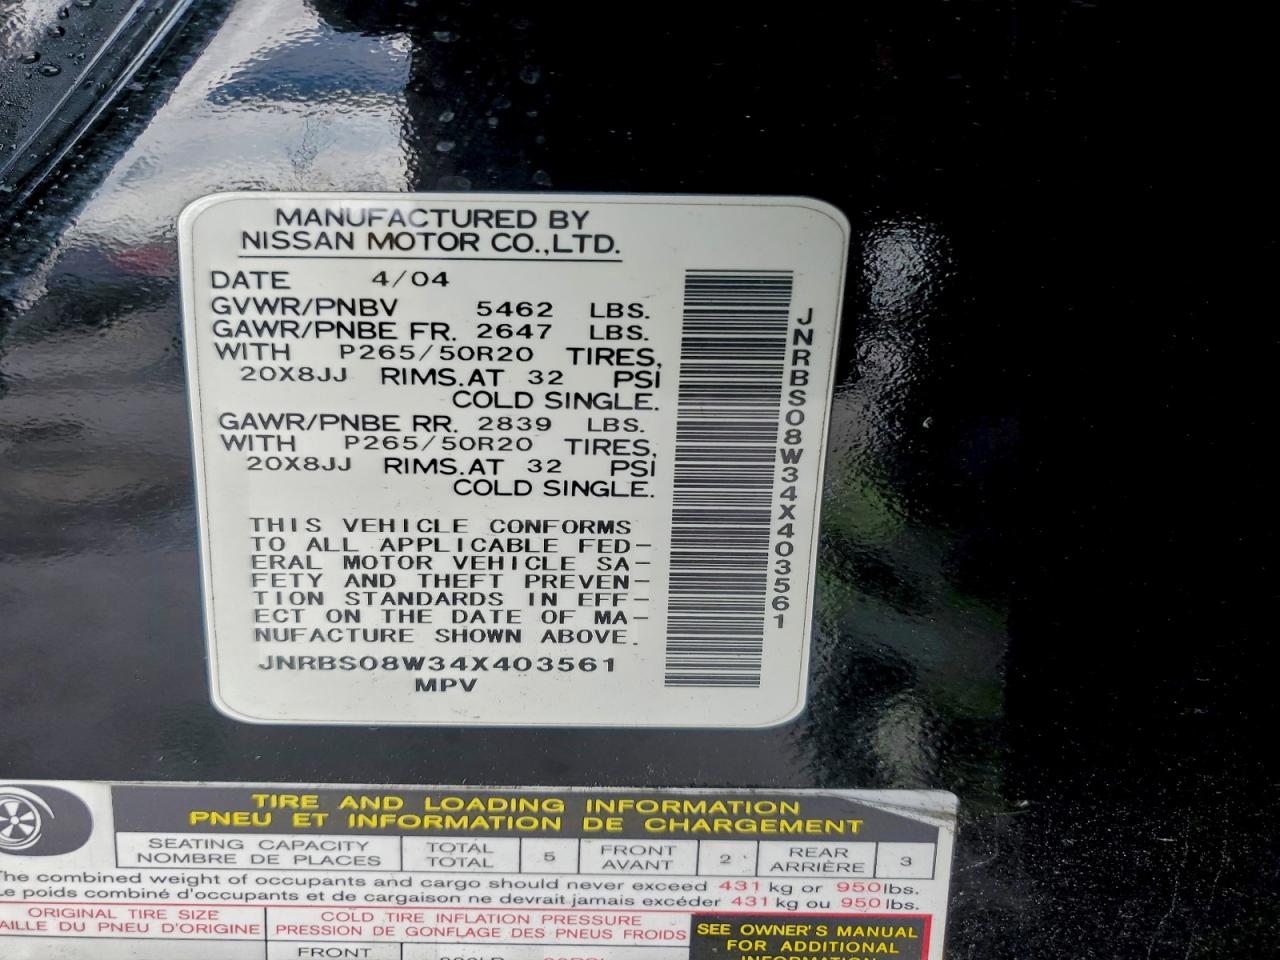 MANUFACTURED BY
NISSAN MOTOR CO.,LTD.
DATE 4/04
GVWR/PNBV 5462 LBS.
GAWR/PNBE FR. 2647 LBS.
WITH P265/50R20 TIRES,
20X8JJ RIMS.AT 32 PSI
COLD SINGLE.
GAWR/PNBE RR. 2839 LBS.
WITH P265/50R20 TIRES,
20X8JJ RIMS.AT 32 PSI
COLD SINGLE.
THIS VEHICLE CONFORMS
TO ALL APPLICABLE FED-
ERAL MOTOR VEHICLE SA-
FETY AND THEFT PREVEN-
TION STANDARDS IN EFF-
ECT ON THE DATE OF MA-
NUFACTURE SHOWN ABOVE.
JNRBS08W34X403561
MPV
JNRBS08W34X403561
TIRE AND LOADING INFORMATION
PNEU ET INFORMATION DE CHARGEMENT
SEATING CAPACITY
NOMBRE DE PLACES
TOTAL
TOTAL
5
FRONT
AVANT
2
REAR
ARRIÈRE
3
The combined weight of occupants and cargo should never exceed 431 kg or 950 lbs.
Le poids combiné d'occupants et de cargaison ne devrait jamais excéder 431 kg ou 950 lbs.
ORIGINAL TIRE SIZE
AILLE DU PNEU D'ORIGINE
COLD TIRE INFLATION PRESSURE
PRESSION DE GONFLAGE DES PNEUS FROIDS
SEE OWNER'S MANUAL
FOR ADDITIONAL
INFORMATION
FRONT